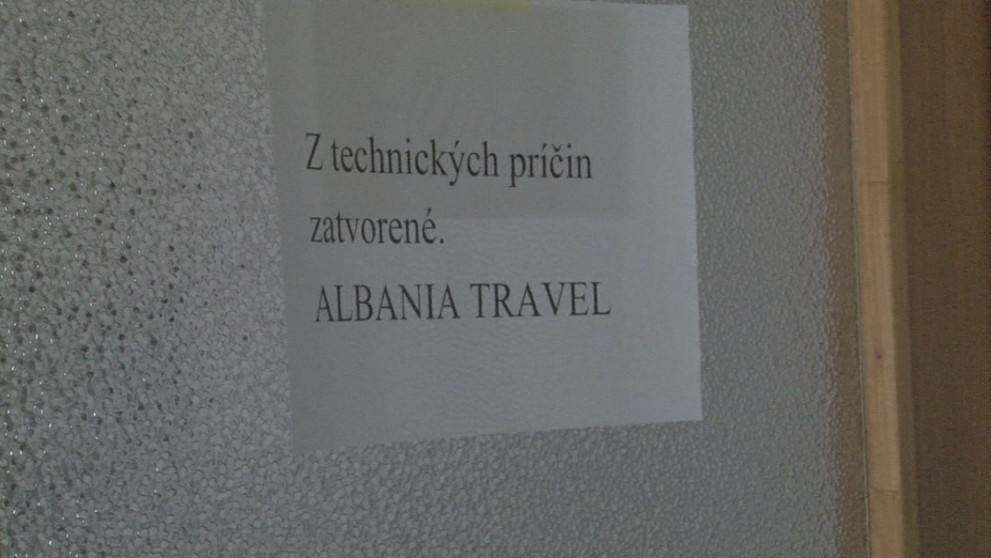 Z technických príčin
zatvorené.
ALBANIA TRAVEL